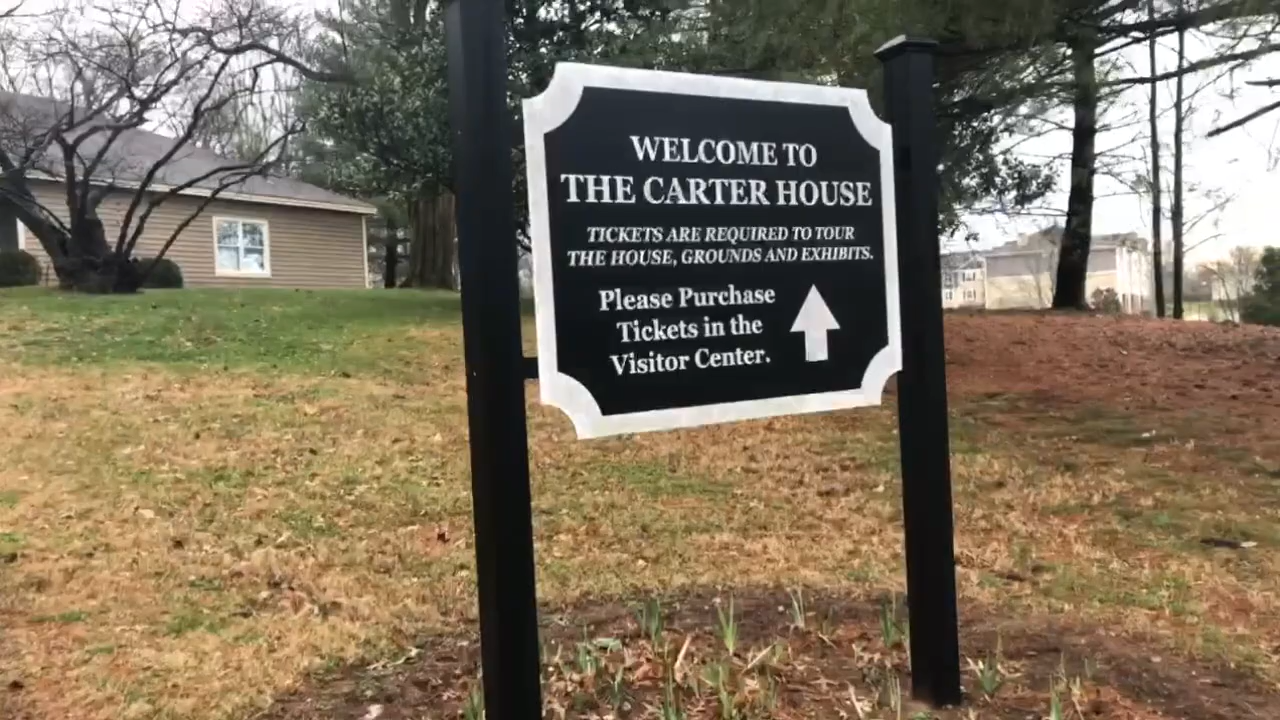 WELCOME TO
THE CARTER HOUSE
TICKETS ARE REQUIRED TO TOUR
THE HOUSE, GROUNDS AND EXHIBITS.
Please Purchase
Tickets in the
Visitor Center.